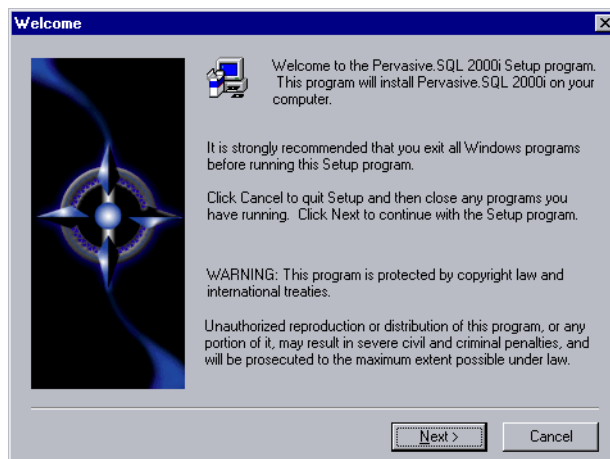 Welcome
Welcome to the Pervasive.SQL 2000i Setup program.
This program will install Pervasive.SQL 2000i on your
computer.
It is strongly recommended that you exit all Windows programs
before running this Setup program.
Click Cancel to quit Setup and then close any programs you
have running. Click Next to continue with the Setup program.
WARNING: This program is protected by copyright law and
international treaties.
Unauthorized reproduction or distribution of this program, or any
portion of it, may result in severe civil and criminal penalties, and
will be prosecuted to the maximum extent possible under law.
Next >
Cancel